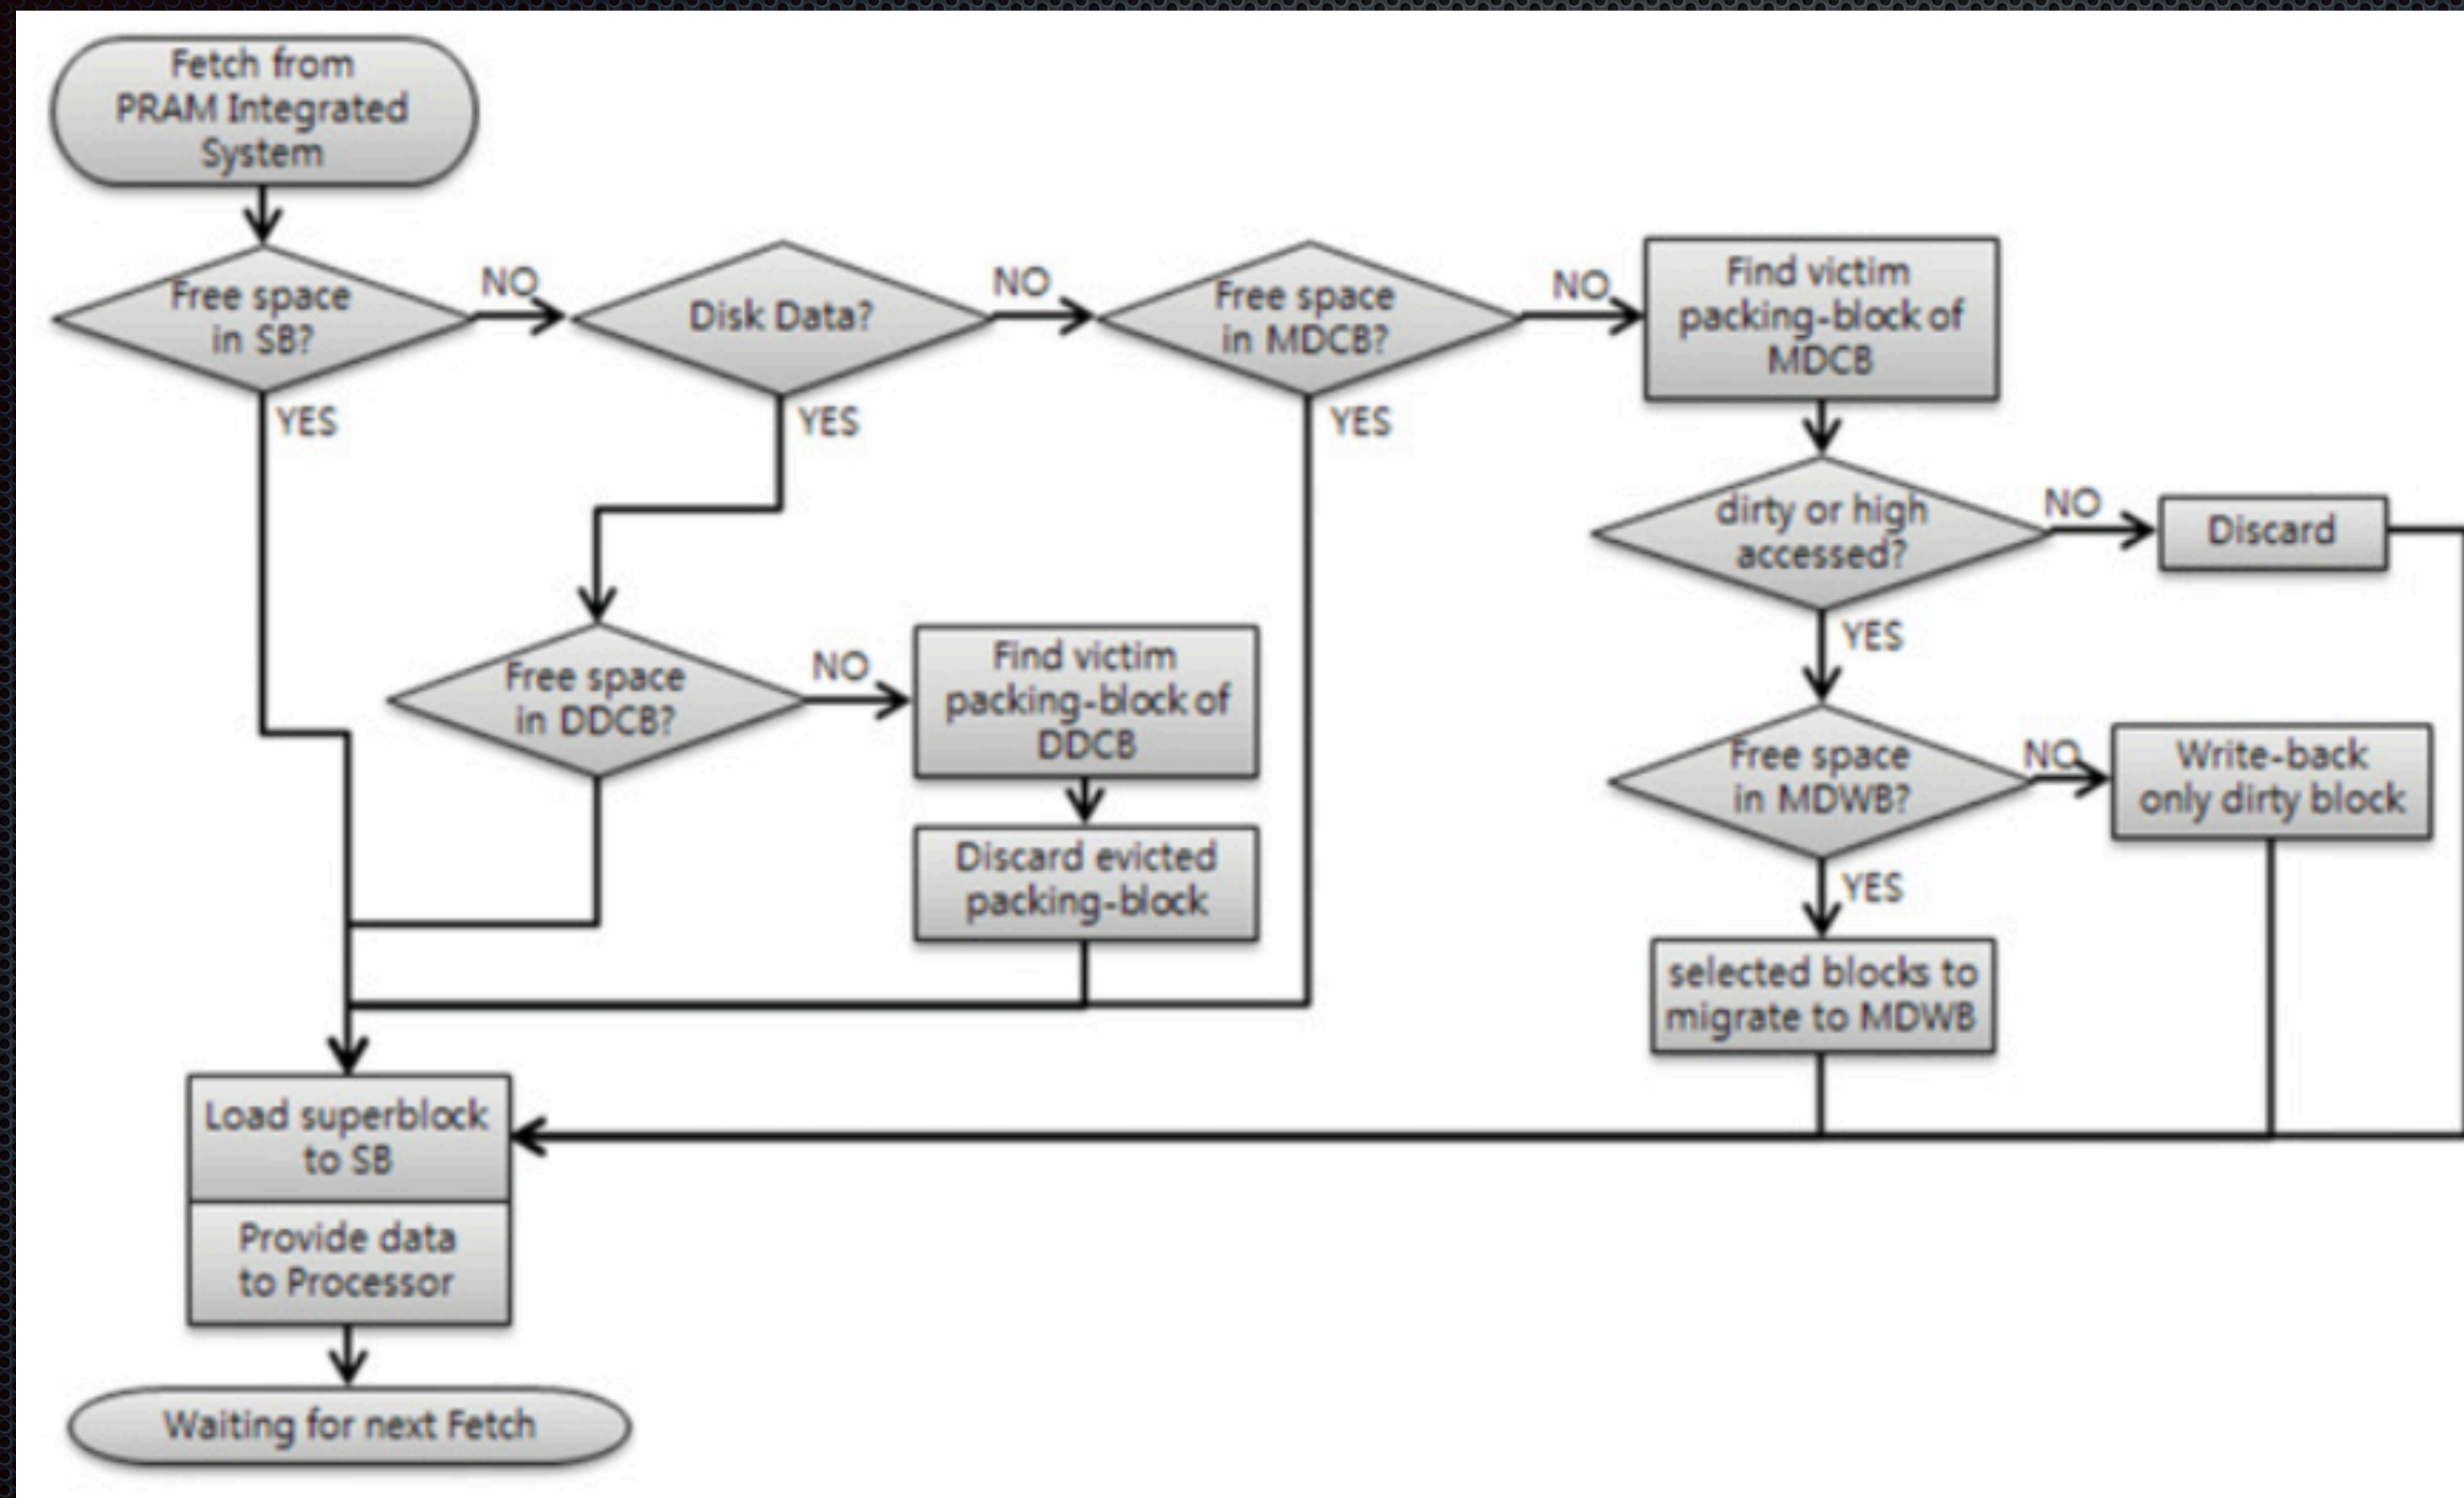 Fetch from
PRAM Integrated
System
Free space
in SB?
NO
Disk Data?
NO
Free space
in MDCB?
NO
Find victim
packing-block of
MDCB
YES
YES
YES
dirty or high
accessed?
NO
Discard
YES
Free space
in DDCB?
NO
Find victim
packing-block of
DDCB
Free space
in MDWB?
NO
Write-back
only dirty block
Discard evicted
packing-block
YES
selected blocks to
migrate to MDWB
Load superblock
to SB
Provide data
to Processor
Waiting for next Fetch